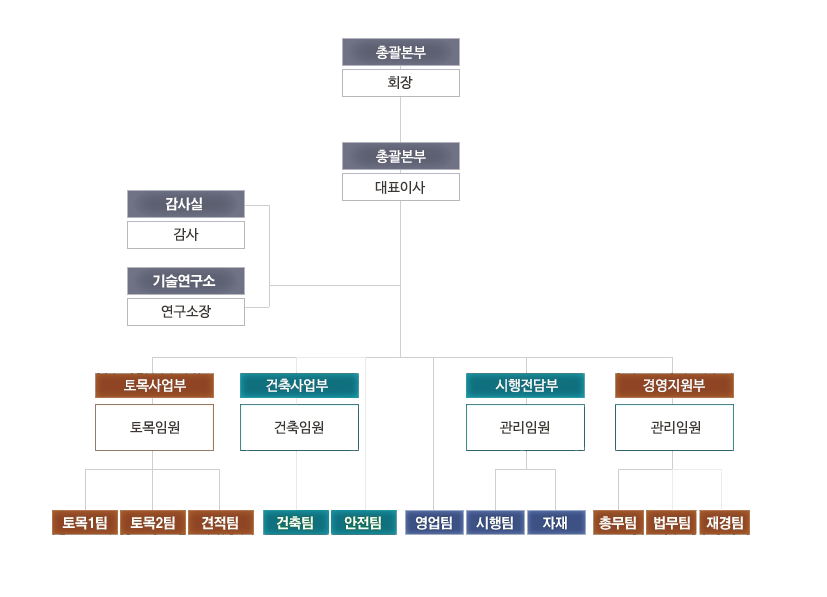 총괄본부
회장
총괄본부
대표이사
감사실
감사
기술연구소
연구소장
토목사업부
건축사업부
시행전담부
경영지원부
토목임원
건축임원
관리임원
관리임원
토목1팀
토목2팀
견적팀
건축팀
안전팀
영업팀
시행팀
자재
총무팀
법무팀
재경팀